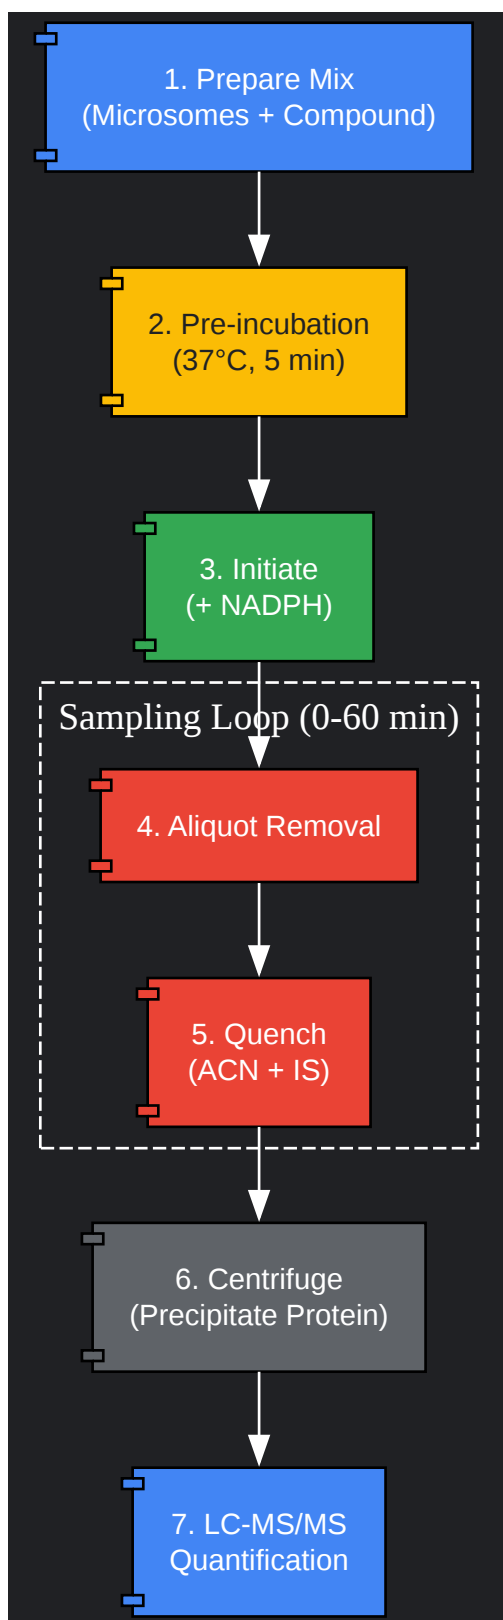 1. Prepare Mix
(Microsomes + Compound)
2. Pre-incubation
(37°C, 5 min)
3. Initiate
(+ NADPH)
Sampling Loop (0-60 min)
4. Aliquot Removal
5. Quench
(ACN + IS)
6. Centrifuge
(Precipitate Protein)
7. LC-MS/MS
Quantification